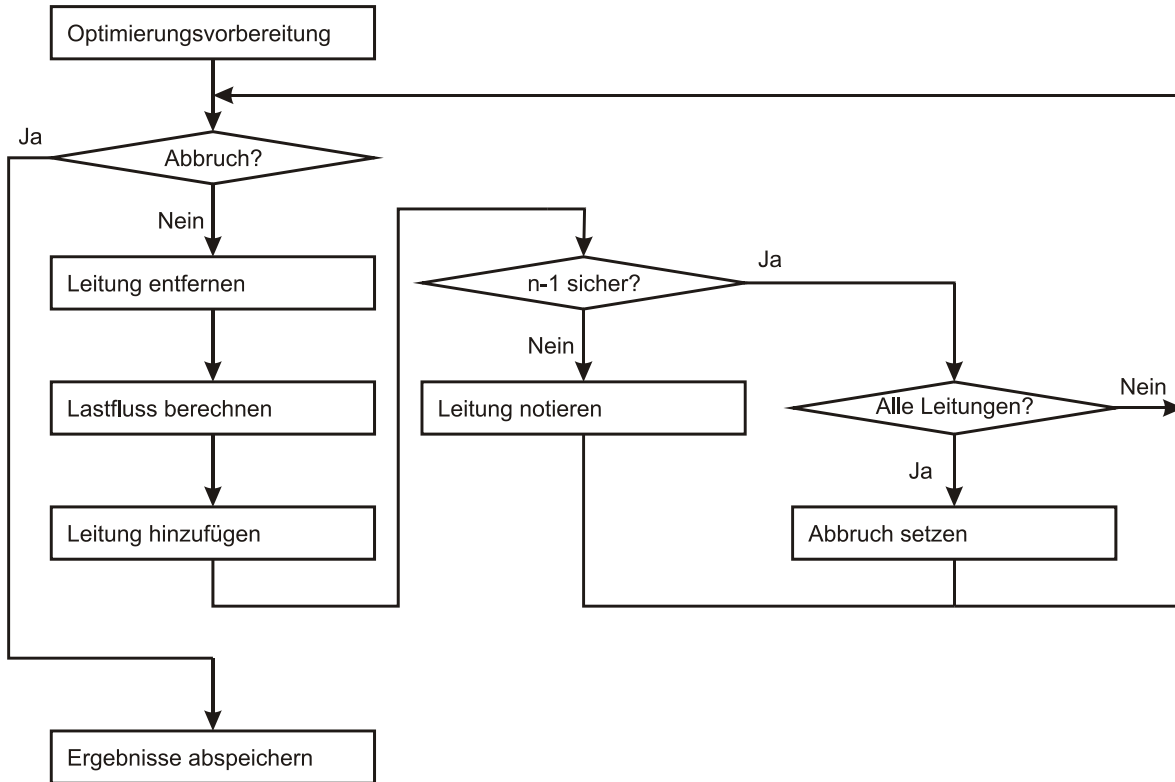 Optimierungsvorbereitung
Ja
Abbruch?
Nein
Leitung entfernen
Lastfluss berechnen
Leitung hinzufügen
n-1 sicher?
Ja
Nein
Leitung notieren
Alle Leitungen?
Nein
Ja
Abbruch setzen
Ergebnisse abspeichern